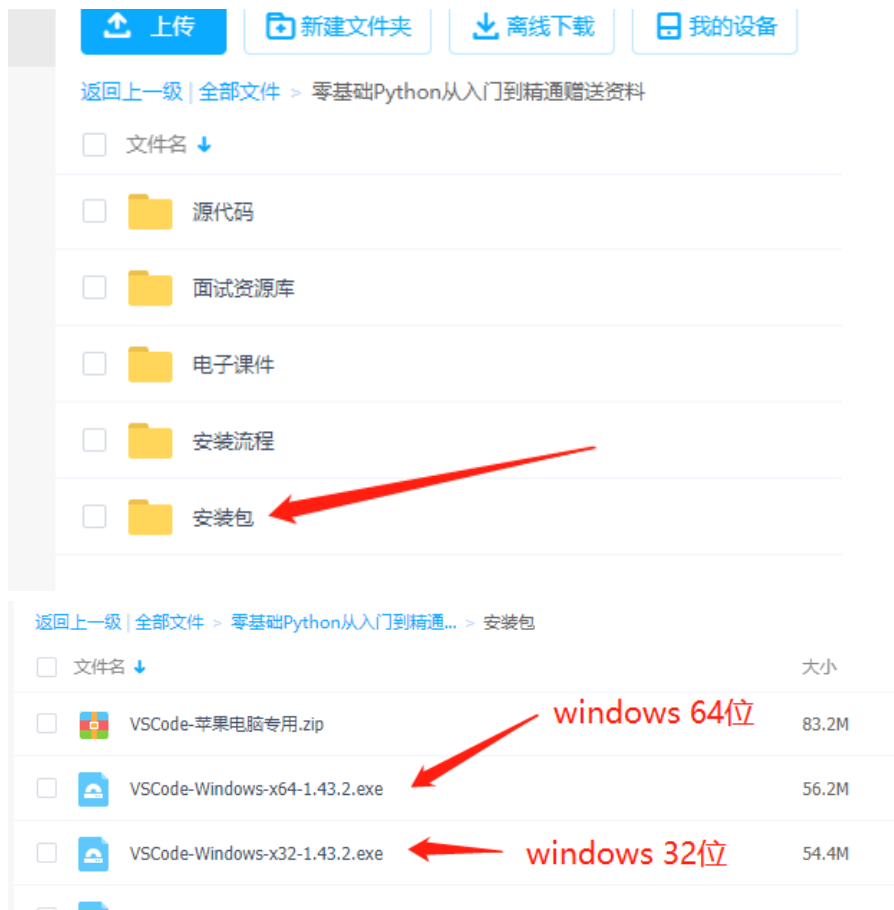 上传 新建文件夹 离线下载 我的设备
返回上一级 | 全部文件 > 零基础Python从入门到精通赠送资料
文件名
源代码
面试资源库
电子课件
安装流程
安装包
返回上一级 | 全部文件 > 零基础Python从入门到精通... > 安装包
文件名 大小
windows 64位
VSCode-苹果电脑专用.zip 83.2M
VSCode-Windows-x64-1.43.2.exe 56.2M
VSCode-Windows-x32-1.43.2.exe 54.4M
windows 32位